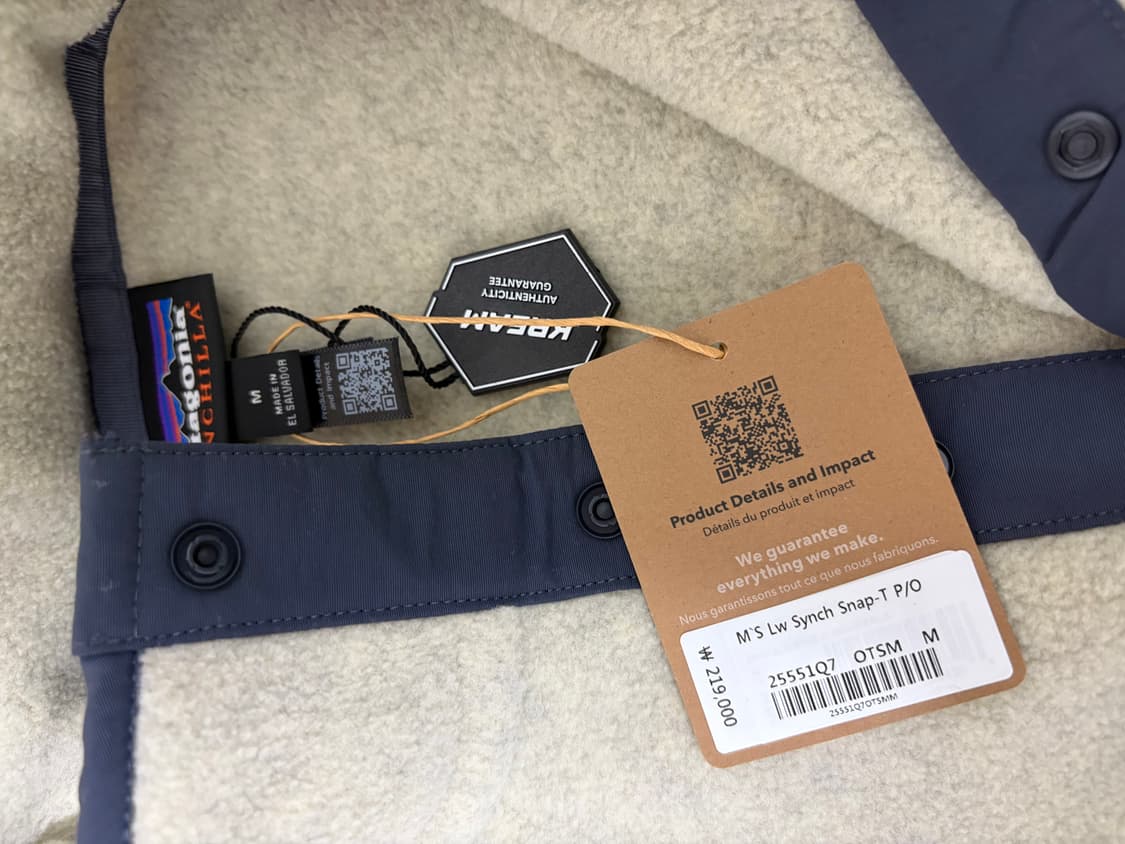 tagonia®
NCHILLA
M
MADE IN
EL SALVADOR
Product Details
and Impact
KREAM
AUTHENTICITY
GUARANTEE
Product Details and Impact
Détails du produit et impact
We guarantee
everything we make.
Nous garantissons tout ce que nous fabriquons.
M`S Lw Synch Snap-T P/O
25551Q7 OTSM M
25551Q7OTSMM
₩ 219,000